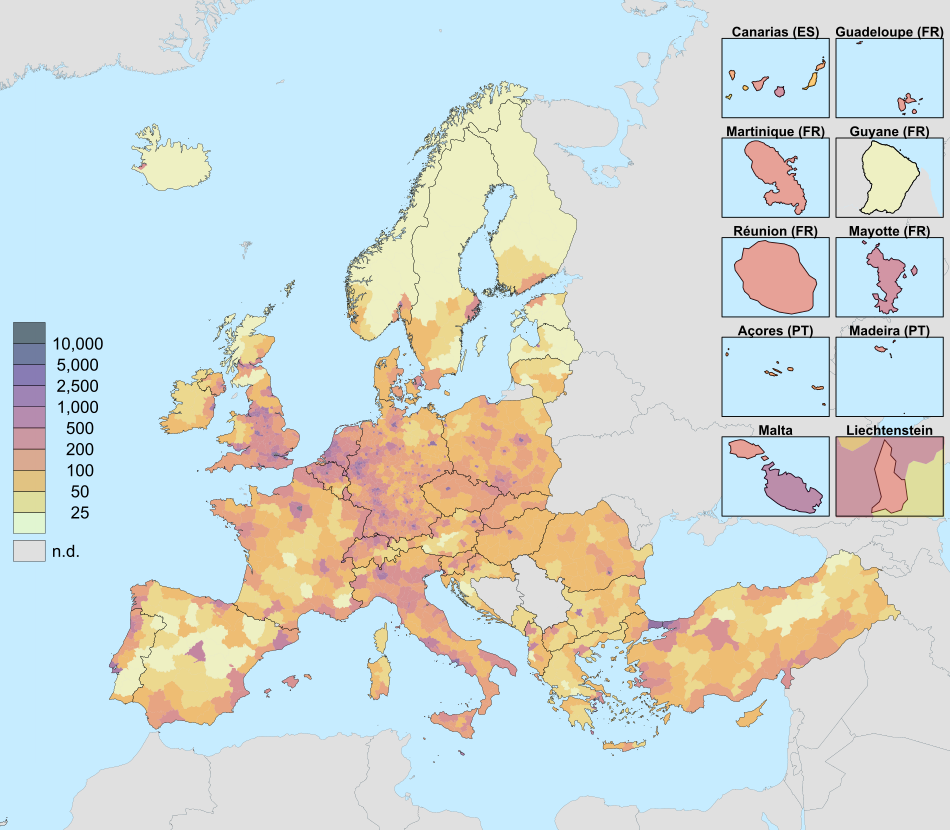 Canarias (ES)
Guadeloupe (FR)
Martinique (FR)
Guyane (FR)
Réunion (FR)
Mayotte (FR)
Açores (PT)
Madeira (PT)
Malta
Liechtenstein
10,000
5,000
2,500
1,000
500
200
100
50
25
n.d.